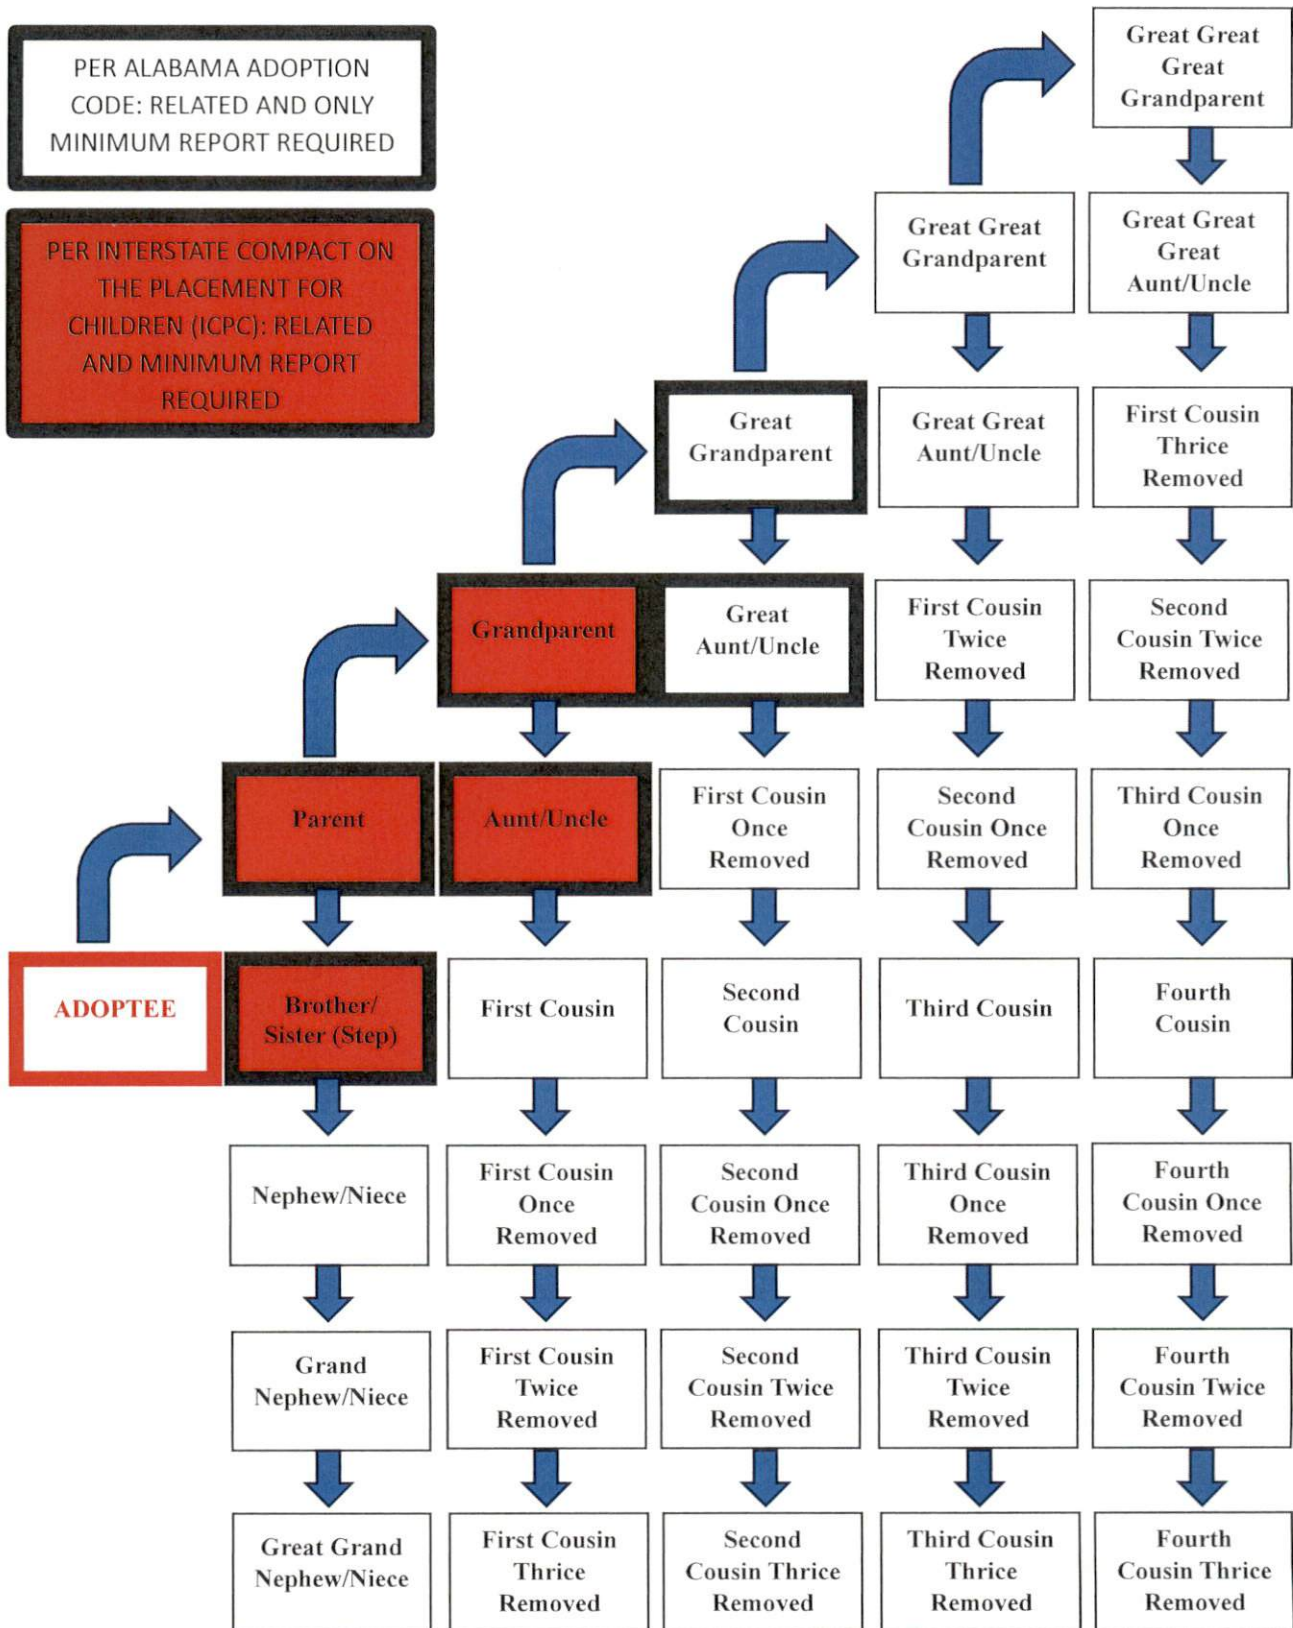 PER ALABAMA ADOPTION
CODE: RELATED AND ONLY
MINIMUM REPORT REQUIRED
PER INTERSTATE COMPACT ON
THE PLACEMENT FOR
CHILDREN (ICPC): RELATED
AND MINIMUM REPORT
REQUIRED
Great Great
Great
Grandparent
Great Great
Grandparent
Great Great
Great
Aunt/Uncle
Great
Grandparent
Great Great
Aunt/Uncle
First Cousin
Thrice
Removed
Grandparent
Great
Aunt/Uncle
First Cousin
Twice
Removed
Second
Cousin Twice
Removed
Parent
Aunt/Uncle
First Cousin
Once
Removed
Second
Cousin Once
Removed
Third Cousin
Once
Removed
ADOPTEE
Brother/
Sister (Step)
First Cousin
Second
Cousin
Third Cousin
Fourth
Cousin
Nephew/Niece
First Cousin
Once
Removed
Second
Cousin Once
Removed
Third Cousin
Once
Removed
Fourth
Cousin Once
Removed
Grand
Nephew/Niece
First Cousin
Twice
Removed
Second
Cousin Twice
Removed
Third Cousin
Twice
Removed
Fourth
Cousin Twice
Removed
Great Grand
Nephew/Niece
First Cousin
Thrice
Removed
Second
Cousin Thrice
Removed
Third Cousin
Thrice
Removed
Fourth
Cousin Thrice
Removed